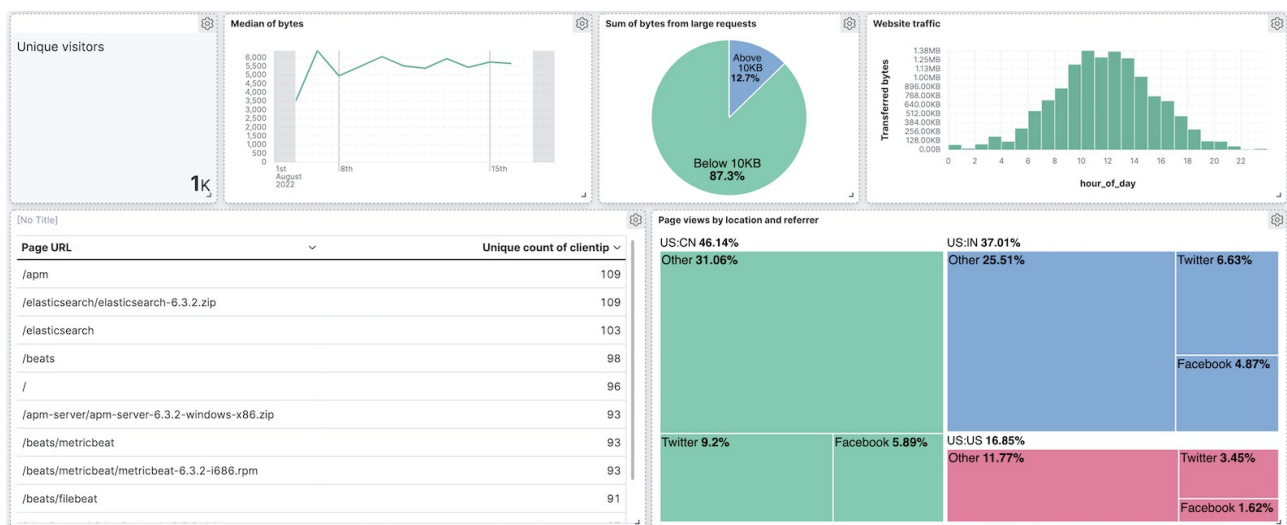 Unique visitors
1K
Median of bytes
6,000
5,500
5,000
4,500
4,000
3,500
3,000
2,500
2,000
1,500
1,000
500
0
1st
August
2022
8th
15th
Sum of bytes from large requests
Above
10KB
12.7%
Below 10KB
87.3%
Website traffic
Transferred bytes
1.38MB
1.25MB
1.13MB
1.00MB
896.00KB
768.00KB
640.00KB
512.00KB
384.00KB
256.00KB
128.00KB
0.00B
0 2 4 6 8 10 12 14 16 18 20 22
hour_of_day
[No Title]
Page URL Unique count of clientip
/apm 109
/elasticsearch/elasticsearch-6.3.2.zip 109
/elasticsearch 103
/beats 98
/ 96
/apm-server/apm-server-6.3.2-windows-x86.zip 93
/beats/metricbeat 93
/beats/metricbeat/metricbeat-6.3.2-i686.rpm 93
/beats/filebeat 91
Page views by location and referrer
US:CN 46.14%
Other 31.06%
Twitter 9.2%
Facebook 5.89%
US:IN 37.01%
Other 25.51%
Twitter 6.63%
Facebook 4.87%
US:US 16.85%
Other 11.77%
Twitter 3.45%
Facebook 1.62%